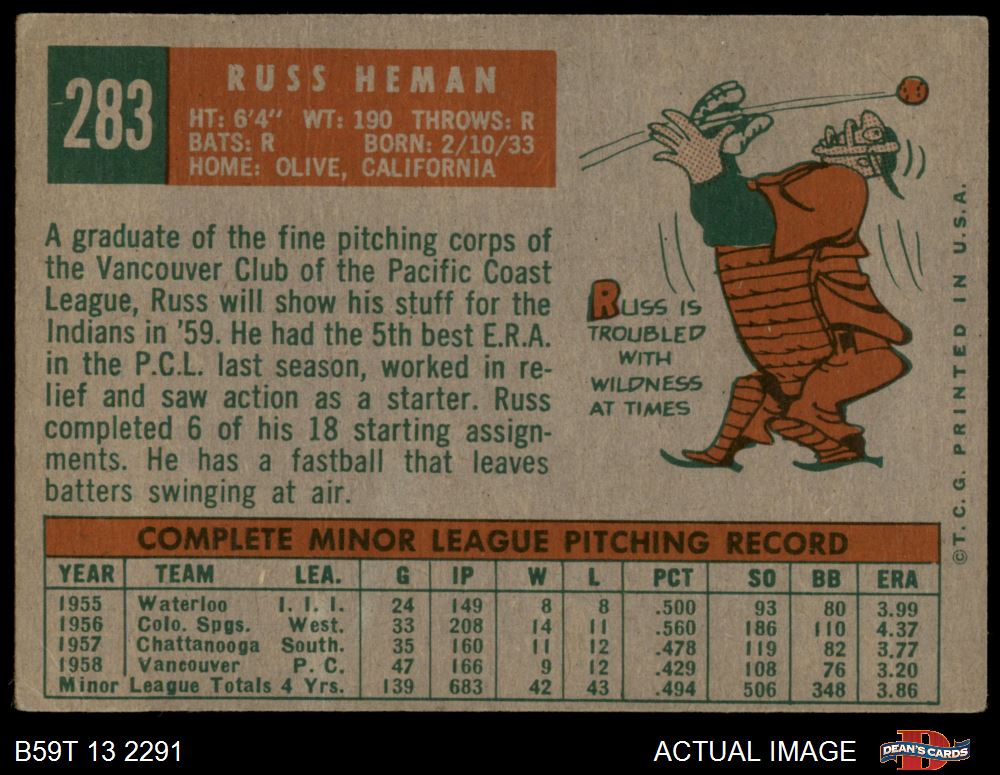 283
RUSS HEMAN
HT: 6'4" WT: 190 THROWS: R
BATS: R BORN: 2/10/33
HOME: OLIVE, CALIFORNIA
A graduate of the fine pitching corps of
the Vancouver Club of the Pacific Coast
League, Russ will show his stuff for the
Indians in '59. He had the 5th best E.R.A.
in the P.C.L. last season, worked in re-
lief and saw action as a starter. Russ
completed 6 of his 18 starting assign-
ments. He has a fastball that leaves
batters swinging at air.
RUSS IS
TROUBLED
WITH
WILDNESS
AT TIMES
©T. C. G. PRINTED IN U. S. A.
COMPLETE MINOR LEAGUE PITCHING RECORD
YEAR TEAM LEA. G IP W L PCT SO BB ERA
1955 Waterloo I. I. I. 24 149 8 8 .500 93 80 3.99
1956 Colo. Spgs. West. 33 208 14 11 .560 186 110 4.37
1957 Chattanooga South. 35 160 11 12 .478 119 82 3.77
1958 Vancouver P. C. 47 166 9 12 .429 108 76 3.20
Minor League Totals 4 Yrs. 139 683 42 43 .494 506 348 3.86
B59T 13 2291
ACTUAL IMAGE
DEAN'S CARDS